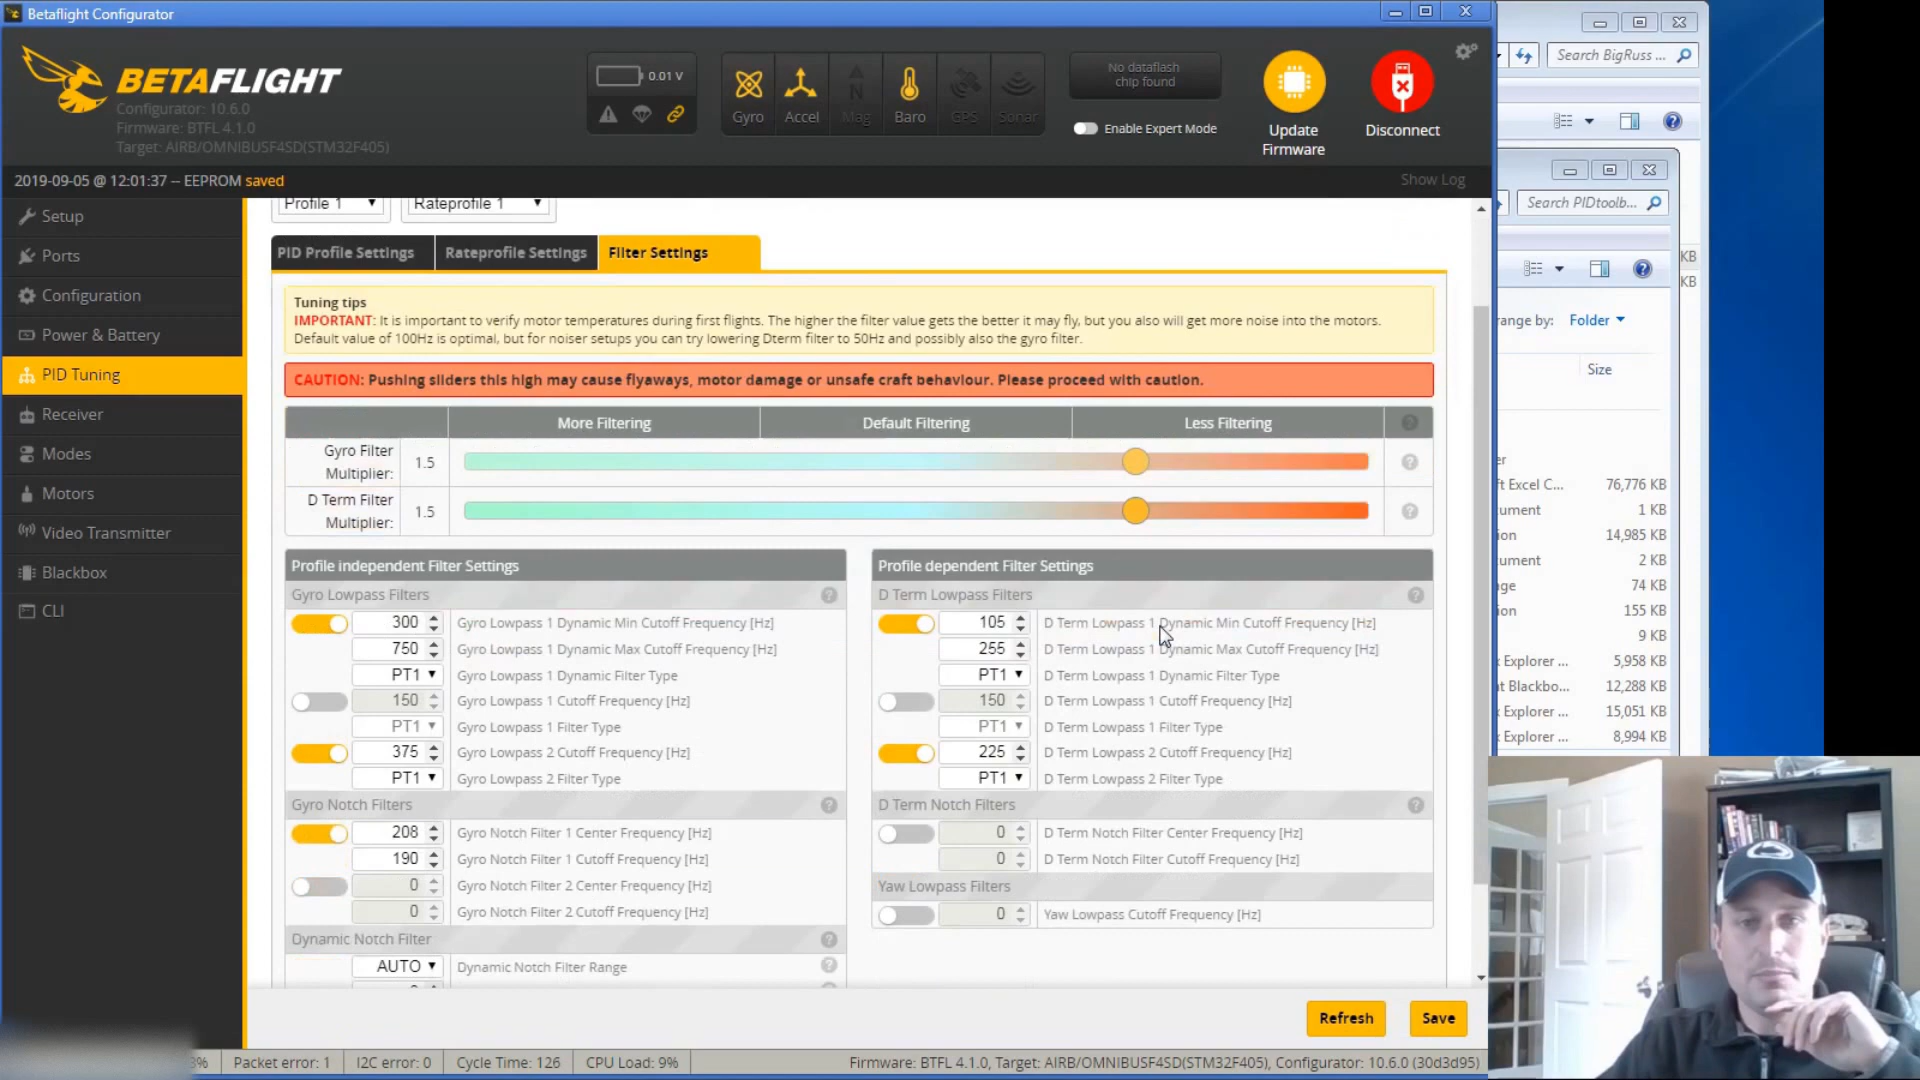 Betaflight Configurator
BETAFLIGHT
Configurator: 10.6.0
Firmware: BTFL 4.1.0
Target: AIRB/OMNIBUSF4SD(STM32F405)
0.01 V
Gyro
Accel
Mag
Baro
GPS
Sonar
No dataflash
chip found
Enable Expert Mode
Update
Firmware
Disconnect
2019-09-05 @ 12:01:37 -- EEPROM saved
Show Log
Setup
Ports
Configuration
Power & Battery
PID Tuning
Receiver
Modes
Motors
Video Transmitter
Blackbox
CLI
Profile 1
Rateprofile 1
PID Profile Settings
Rateprofile Settings
Filter Settings
Tuning tips
IMPORTANT: It is important to verify motor temperatures during first flights. The higher the filter value gets the better it may fly, but you also will get more noise into the motors.
Default value of 100Hz is optimal, but for noiser setups you can try lowering Dterm filter to 50Hz and possibly also the gyro filter.
CAUTION: Pushing sliders this high may cause flyaways, motor damage or unsafe craft behaviour. Please proceed with caution.
More Filtering
Default Filtering
Less Filtering
Gyro Filter
Multiplier:
1.5
D Term Filter
Multiplier:
1.5
Profile independent Filter Settings
Gyro Lowpass Filters
300 Gyro Lowpass 1 Dynamic Min Cutoff Frequency [Hz]
750 Gyro Lowpass 1 Dynamic Max Cutoff Frequency [Hz]
PT1 Gyro Lowpass 1 Dynamic Filter Type
150 Gyro Lowpass 1 Cutoff Frequency [Hz]
PT1 Gyro Lowpass 1 Filter Type
375 Gyro Lowpass 2 Cutoff Frequency [Hz]
PT1 Gyro Lowpass 2 Filter Type
Gyro Notch Filters
208 Gyro Notch Filter 1 Center Frequency [Hz]
190 Gyro Notch Filter 1 Cutoff Frequency [Hz]
0 Gyro Notch Filter 2 Center Frequency [Hz]
0 Gyro Notch Filter 2 Cutoff Frequency [Hz]
Dynamic Notch Filter
AUTO Dynamic Notch Filter Range
Profile dependent Filter Settings
D Term Lowpass Filters
105 D Term Lowpass 1 Dynamic Min Cutoff Frequency [Hz]
255 D Term Lowpass 1 Dynamic Max Cutoff Frequency [Hz]
PT1 D Term Lowpass 1 Dynamic Filter Type
150 D Term Lowpass 1 Cutoff Frequency [Hz]
PT1 D Term Lowpass 1 Filter Type
225 D Term Lowpass 2 Cutoff Frequency [Hz]
PT1 D Term Lowpass 2 Filter Type
D Term Notch Filters
0 D Term Notch Filter Center Frequency [Hz]
0 D Term Notch Filter Cutoff Frequency [Hz]
Yaw Lowpass Filters
0 Yaw Lowpass Cutoff Frequency [Hz]
Refresh
Save
Packet error: 1
I2C error: 0
Cycle Time: 126
CPU Load: 9%
Firmware: BTFL 4.1.0, Target: AIRB/OMNIBUSF4SD(STM32F405), Configurator: 10.6.0 (30d3d95)
Search BigRuss ...
Search PIDtoolb...
KB
KB
range by: Folder
Size
ft Excel C... 76,776 KB
ument 1 KB
ion 14,985 KB
ocument 2 KB
ge 74 KB
ion 155 KB
9 KB
Explorer ... 5,958 KB
nt Blackbo... 12,288 KB
Explorer ... 15,051 KB
Explorer ... 8,994 KB